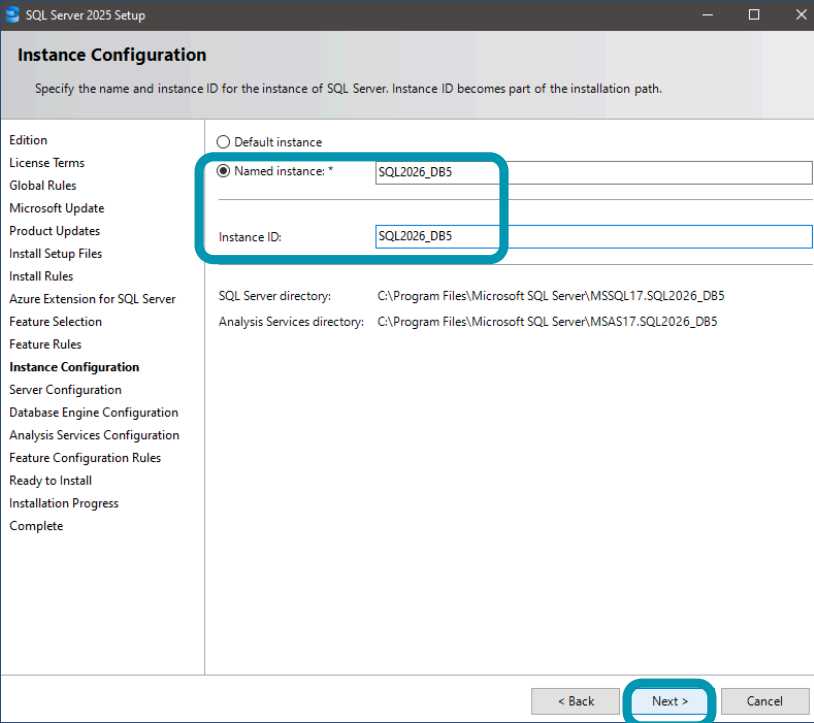 SQL Server 2025 Setup
Instance Configuration
Specify the name and instance ID for the instance of SQL Server. Instance ID becomes part of the installation path.
Edition
License Terms
Global Rules
Microsoft Update
Product Updates
Install Setup Files
Install Rules
Azure Extension for SQL Server
Feature Selection
Feature Rules
Instance Configuration
Server Configuration
Database Engine Configuration
Analysis Services Configuration
Feature Configuration Rules
Ready to Install
Installation Progress
Complete
Default instance
Named instance: * SQL2026_DB5
Instance ID: SQL2026_DB5
SQL Server directory: C:\Program Files\Microsoft SQL Server\MSSQL17.SQL2026_DB5
Analysis Services directory: C:\Program Files\Microsoft SQL Server\MSAS17.SQL2026_DB5
< Back Next > Cancel